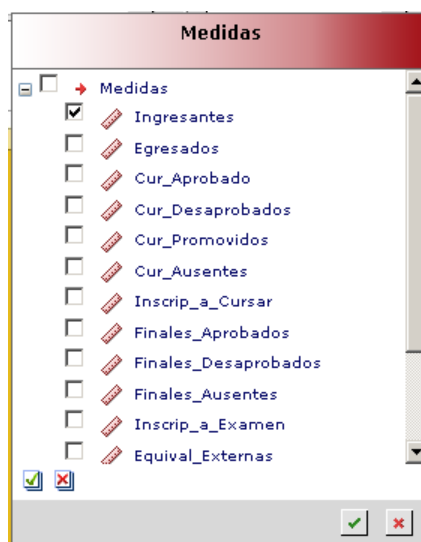 Medidas
Medidas
Ingresantes
Egresados
Cur_Aprobado
Cur_Desaprobados
Cur_Promovidos
Cur_Ausentes
Inscrip_a_Cursar
Finales_Aprobados
Finales_Desaprobados
Finales_Ausentes
Inscrip_a_Examen
Equival_Externas